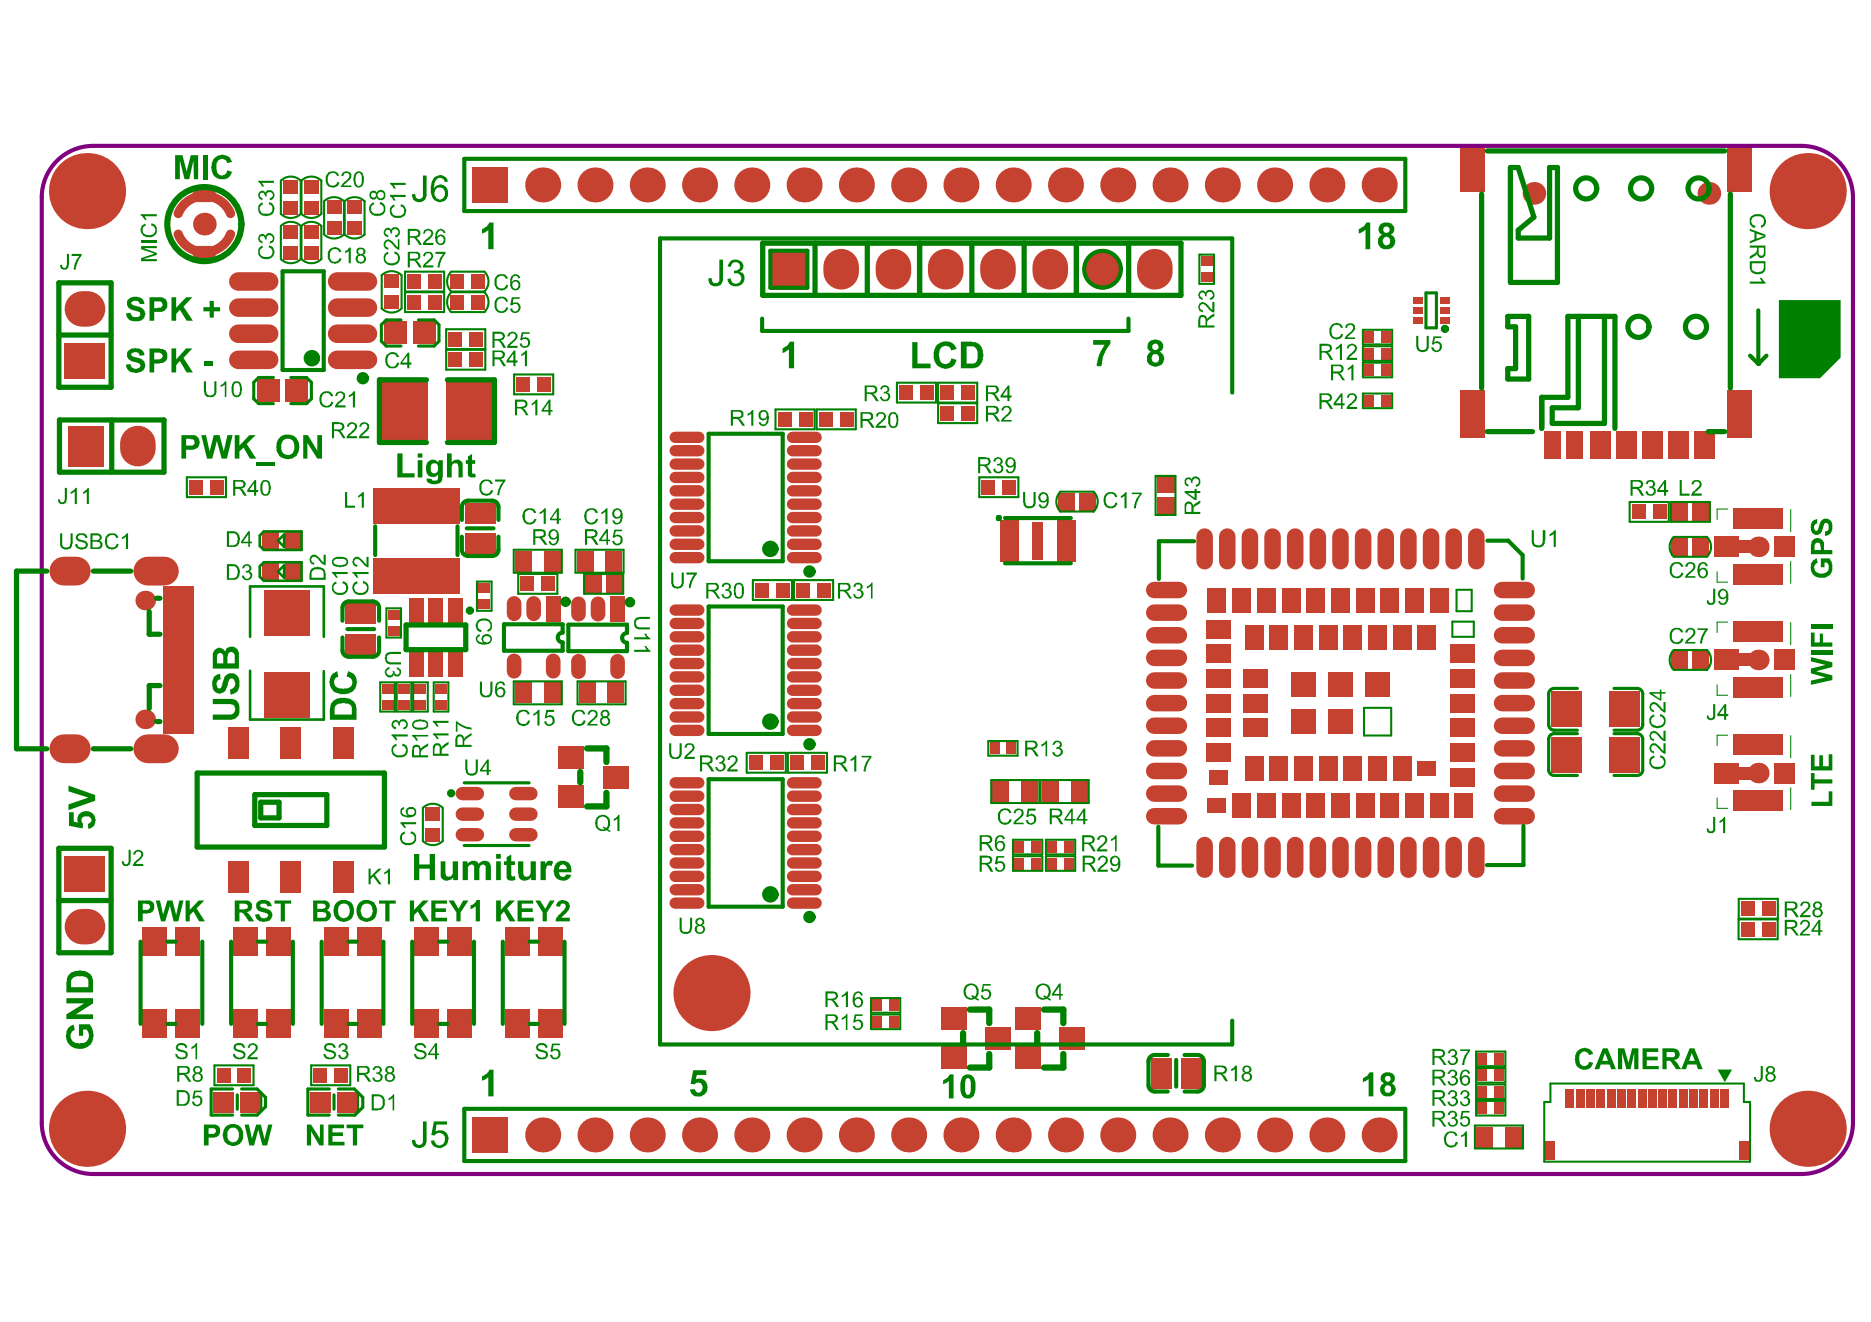 MIC
C20
C31
C8
C11
J6
MIC1
C3
C18
C23
R26
R27
1
18
CARD1
J7
J3
C6
C5
R23
SPK +
SPK -
R25
R41
C4
C2
R12
R1
U5
1
LCD
7
8
U10
C21
R14
R22
R3
R4
R2
R42
R19
R20
PWK_ON
Light
J11
R40
L1
C7
R39
U9
C17
R43
R34
L2
USBC1
D4
D3
D2
C10
C12
C14
R9
C19
R45
U1
C26
J9
GPS
U7
R30
R31
C9
U11
U3
C27
WIFI
J4
USB
DC
U6
C15
C28
C13
R10
R11
R7
C24
C22
U2
R32
R17
R13
LTE
J1
U4
Q1
C16
5V
C25
R44
J2
K1
Humiture
R6
R5
R21
R29
PWK
RST
BOOT
KEY1
KEY2
U8
R28
R24
GND
R16
R15
Q5
Q4
S1
S2
S3
S4
S5
R8
R38
D5
D1
1
5
10
R18
18
R37
R36
R33
R35
C1
CAMERA
J8
POW
NET
J5